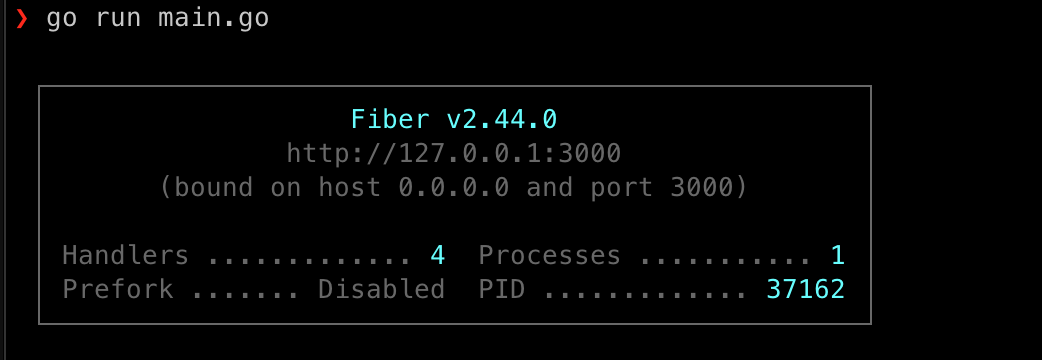 ❯ go run main.go
Fiber v2.44.0
http://127.0.0.1:3000
(bound on host 0.0.0.0 and port 3000)
Handlers ............. 4  Processes ........... 1
Prefork ....... Disabled  PID ............. 37162